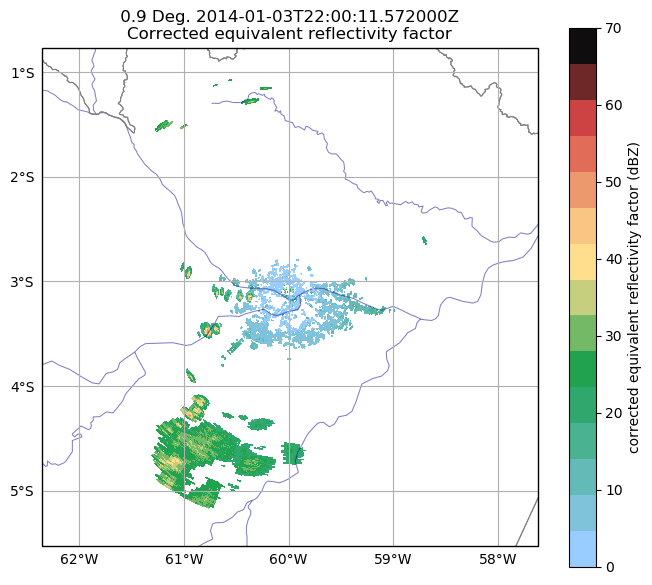 0.9 Deg. 2014-01-03T22:00:11.572000Z
Corrected equivalent reflectivity factor
1°S
2°S
3°S
4°S
5°S
62°W 61°W 60°W 59°W 58°W
70
60
50
40
30
20
10
0
corrected equivalent reflectivity factor (dBZ)